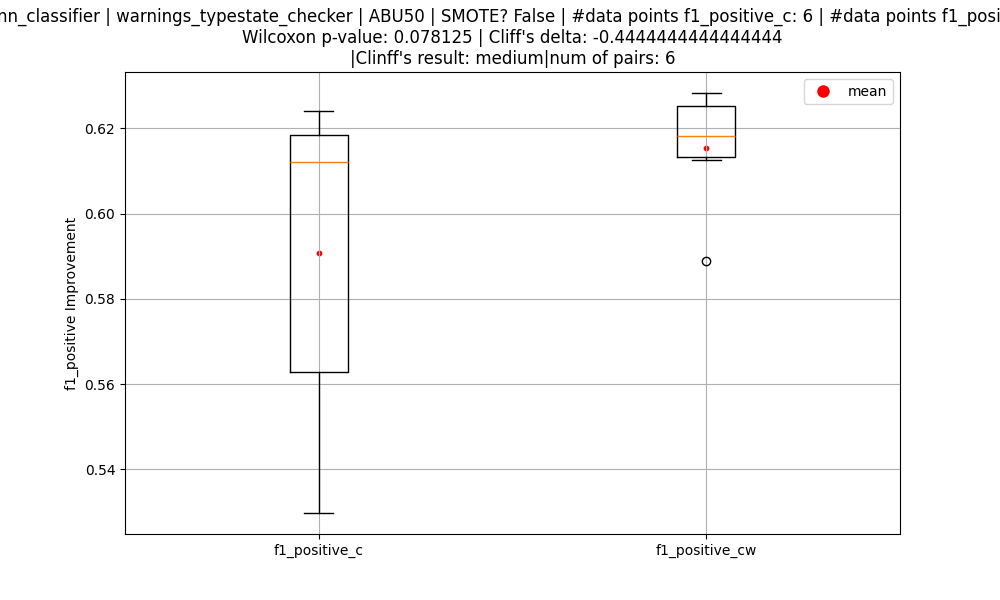 nn_classifier | warnings_typestate_checker | ABU50 | SMOTE? False | #data points f1_positive_c: 6 | #data points f1_posi
Wilcoxon p-value: 0.078125 | Cliff's delta: -0.4444444444444444
|Clinff's result: medium|num of pairs: 6
mean
0.62
0.60
0.58
0.56
0.54
f1_positive Improvement
f1_positive_c
f1_positive_cw